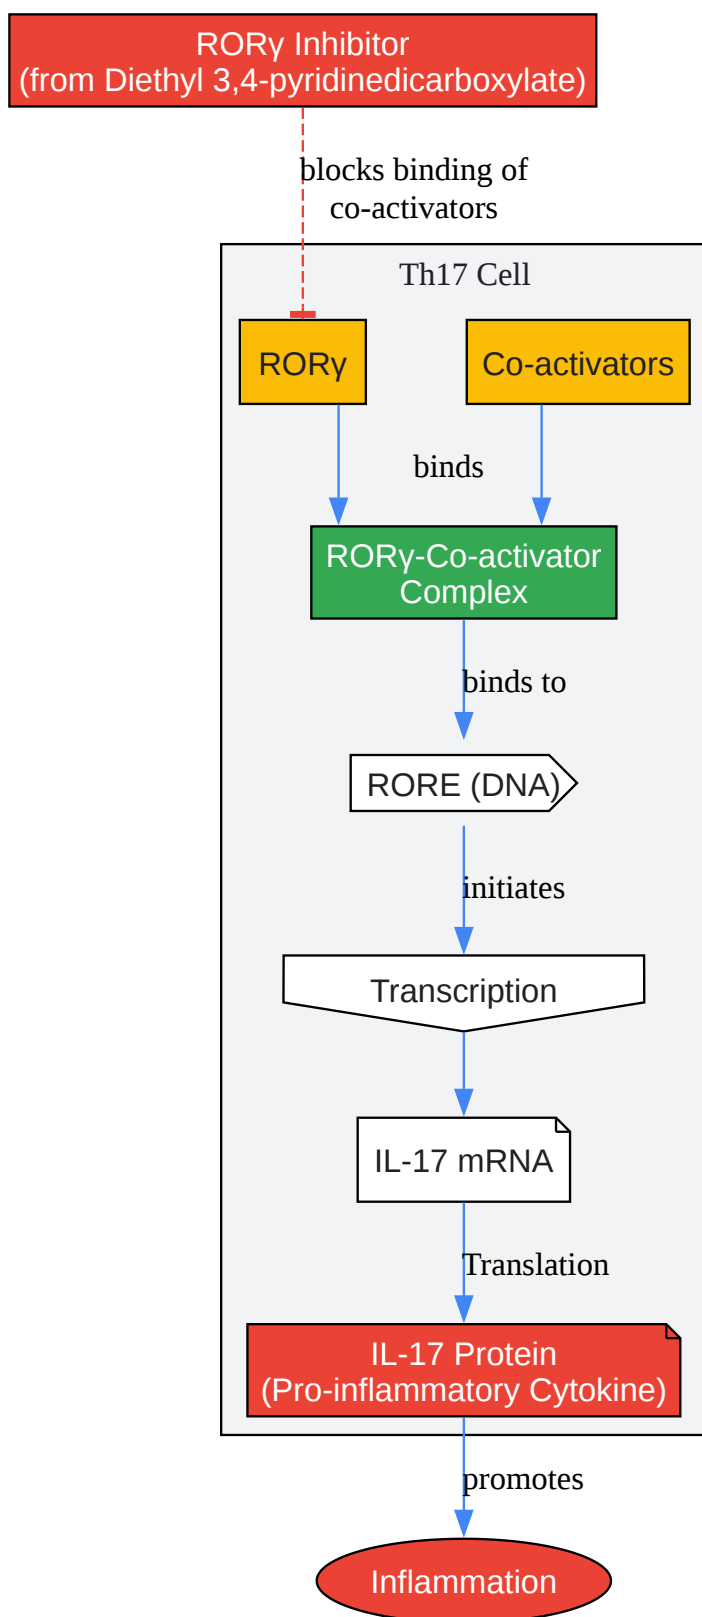 RORγ Inhibitor
(from Diethyl 3,4-pyridinedicarboxylate)
blocks binding of
co-activators
Th17 Cell
RORγ
Co-activators
binds
RORγ-Co-activator
Complex
binds to
RORE (DNA)
initiates
Transcription
IL-17 mRNA
Translation
IL-17 Protein
(Pro-inflammatory Cytokine)
promotes
Inflammation